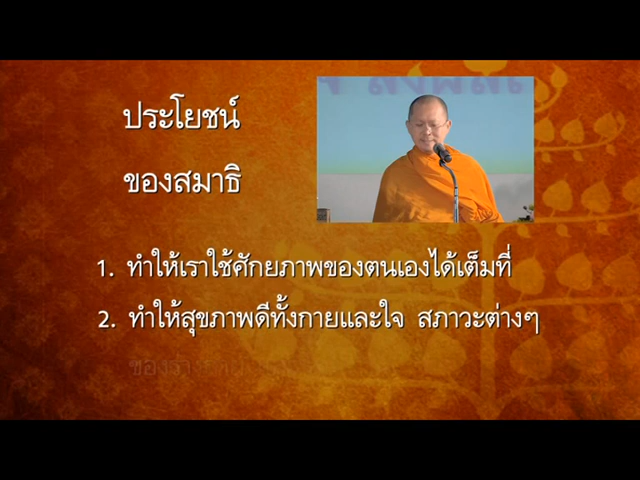 ประโยชน์
ของสมาธิ
1. ทำให้เราใช้ศักยภาพของตนเองได้เต็มที่
2. ทำให้สุขภาพดีทั้งกายและใจ สภาวะต่างๆ